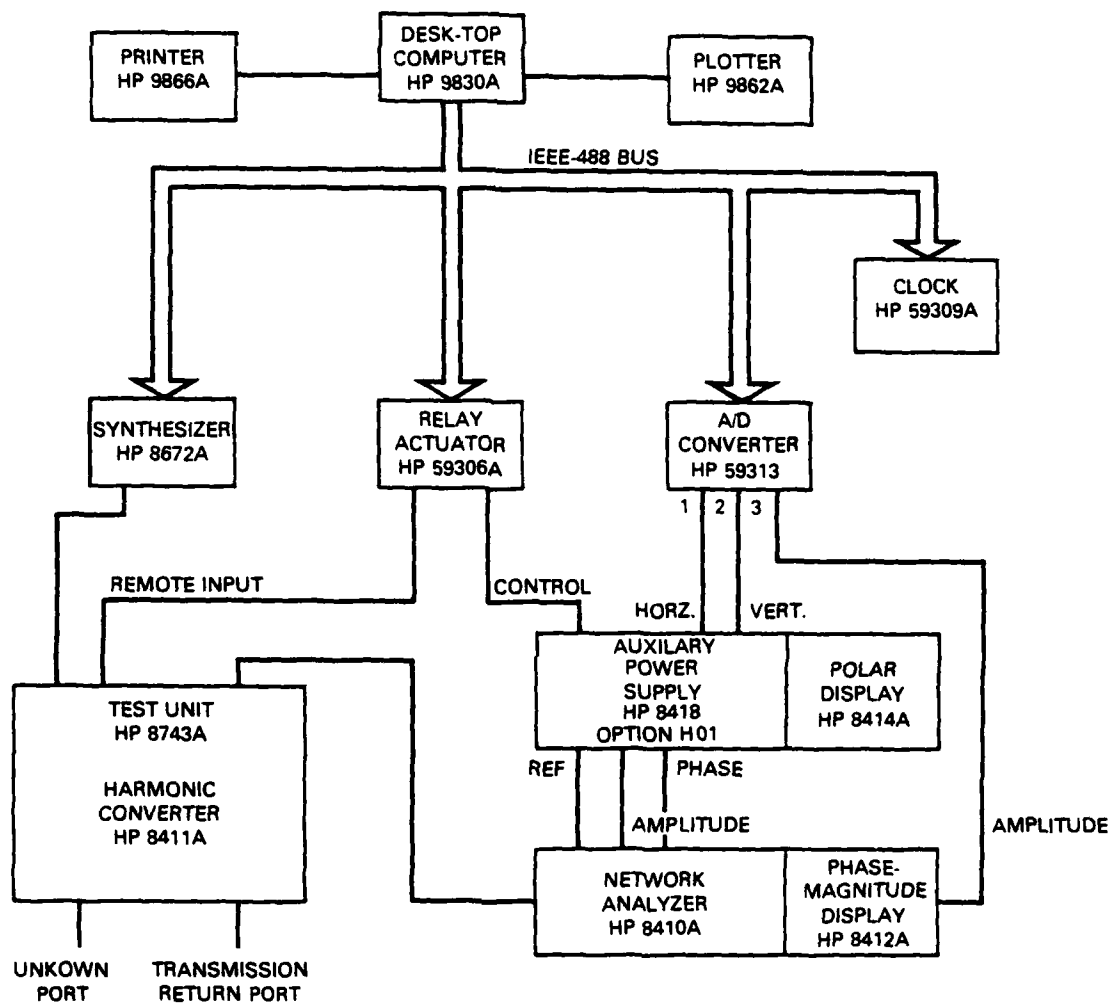 PRINTER
HP 9866A
DESK-TOP
COMPUTER
HP 9830A
PLOTTER
HP 9862A
IEEE-488 BUS
CLOCK
HP 59309A
SYNTHESIZER
HP 8672A
RELAY
ACTUATOR
HP 59306A
A/D
CONVERTER
HP 59313
1 2 3
REMOTE INPUT
CONTROL
HORZ.
VERT.
AUXILARY
POWER
SUPPLY
HP 8418
OPTION H01
POLAR
DISPLAY
HP 8414A
TEST UNIT
HP 8743A
HARMONIC
CONVERTER
HP 8411A
REF
PHASE
AMPLITUDE
AMPLITUDE
NETWORK
ANALYZER
HP 8410A
PHASE-
MAGNITUDE
DISPLAY
HP 8412A
UNKOWN
PORT
TRANSMISSION
RETURN PORT